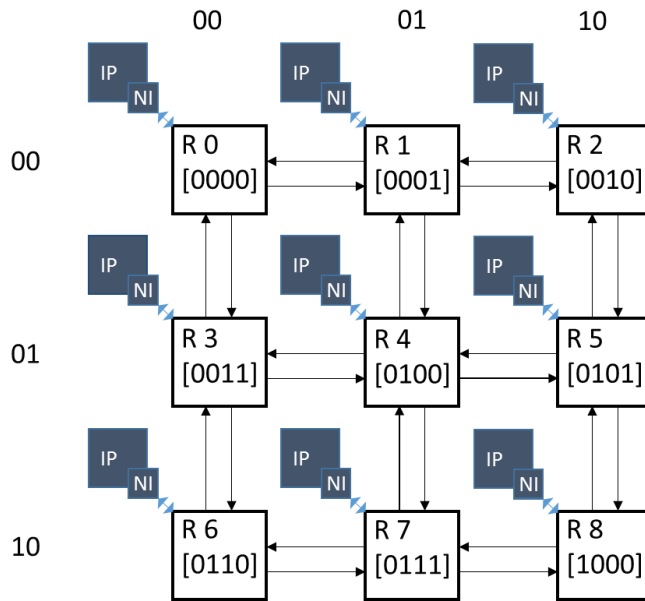 00 01 10
IP IP IP
NI NI NI
R 0 R 1 R 2
00
[0000] [0001] [0010]
IP IP IP
NI NI NI
R 3 R 4 R 5
01
[0011] [0100] [0101]
IP IP IP
NI NI NI
R 6 R 7 R 8
10
[0110] [0111] [1000]